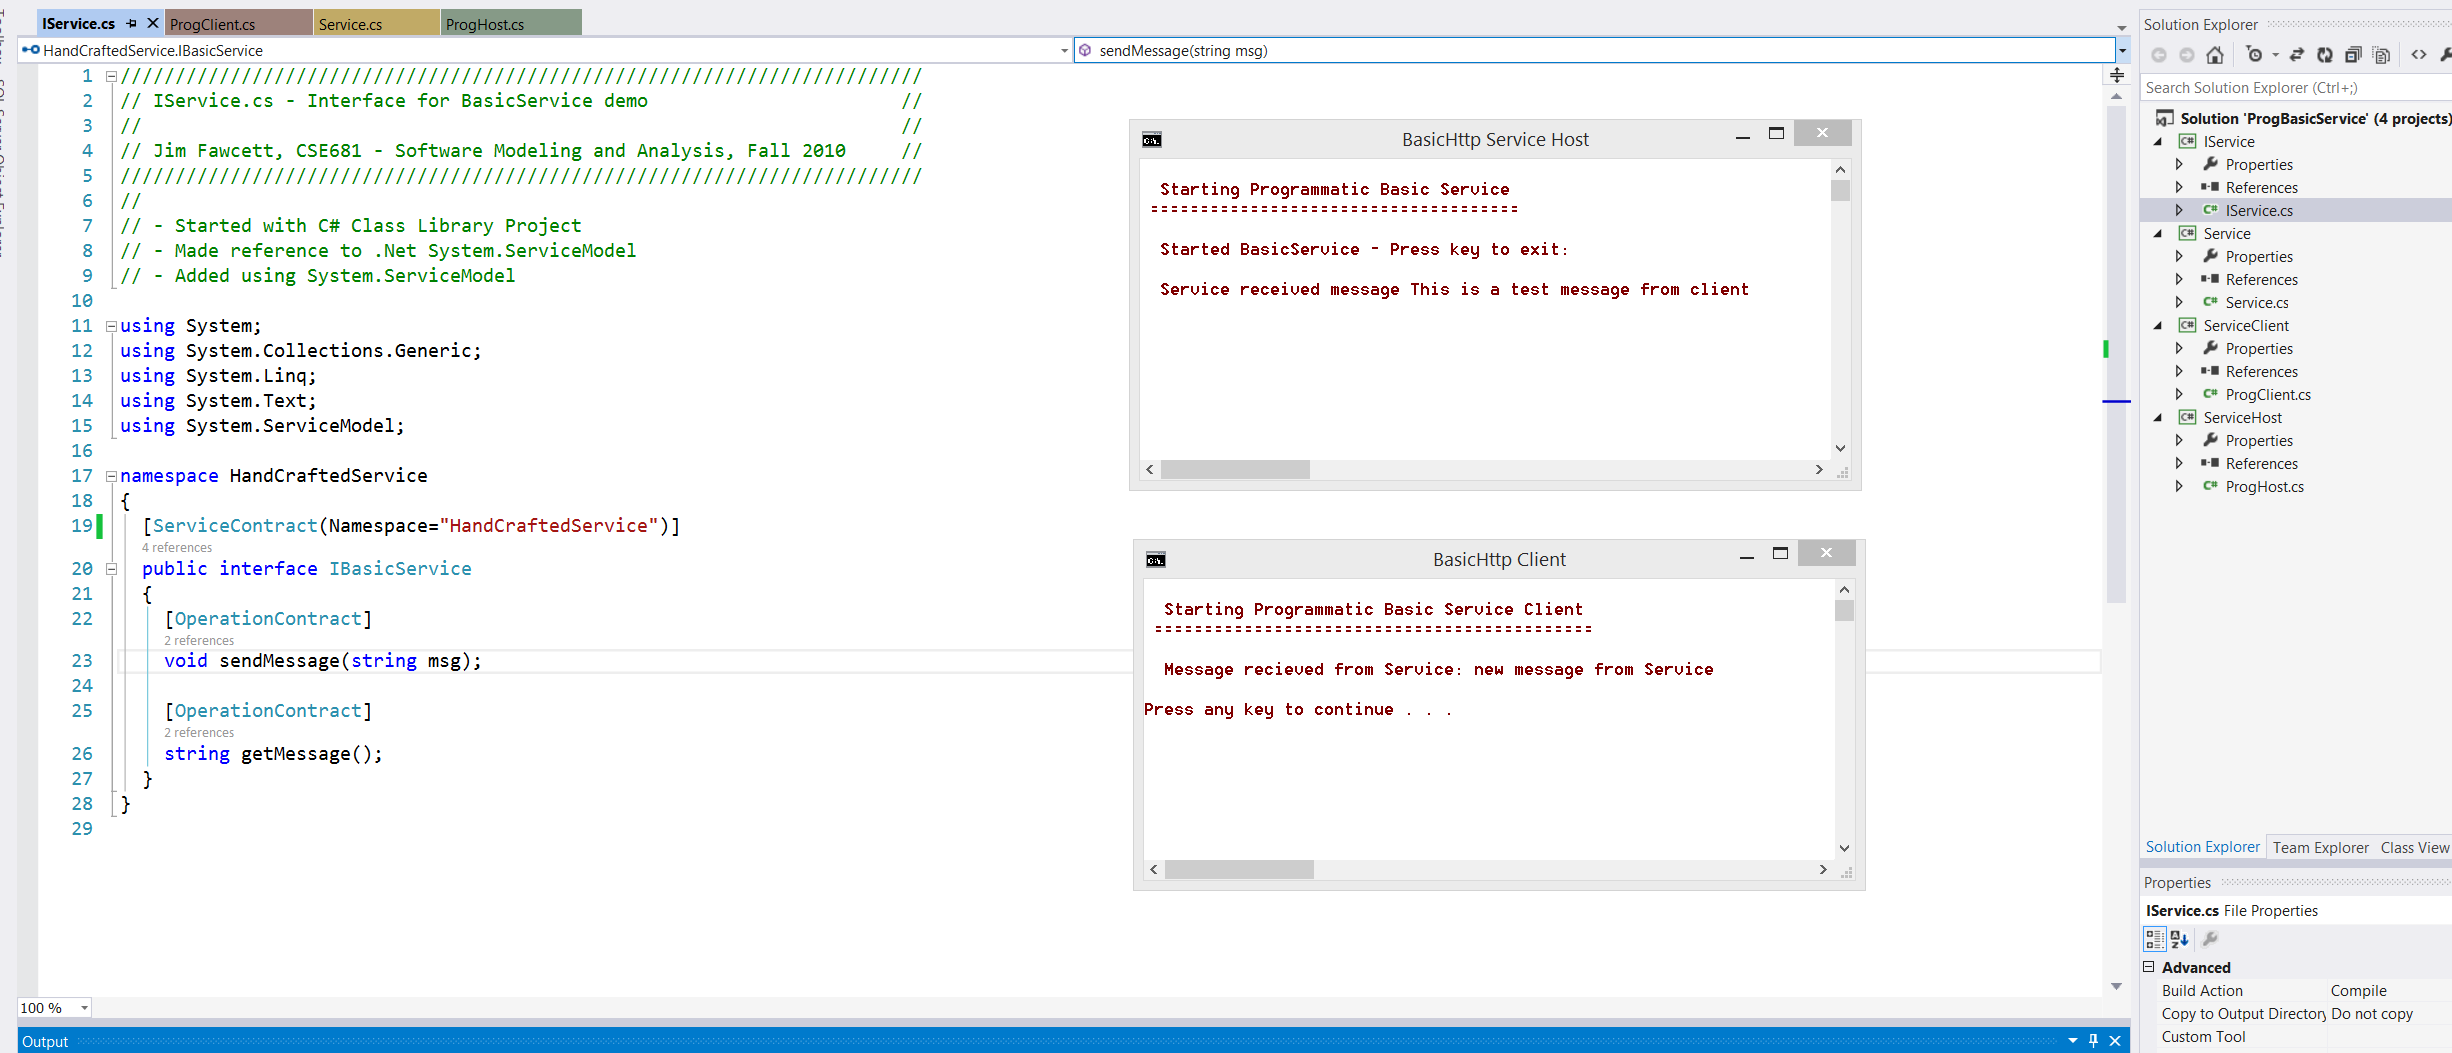 IService.cs
ProgClient.cs
Service.cs
ProgHost.cs
HandCraftedService.IBasicService
sendMessage(string msg)
1 /////////////////////////////////////////////////////////////////////////
2 // IService.cs - Interface for BasicService demo //
3 // //
4 // Jim Fawcett, CSE681 - Software Modeling and Analysis, Fall 2010 //
5 /////////////////////////////////////////////////////////////////////////
6 //
7 // - Started with C# Class Library Project
8 // - Made reference to .Net System.ServiceModel
9 // - Added using System.ServiceModel
10
11 using System;
12 using System.Collections.Generic;
13 using System.Linq;
14 using System.Text;
15 using System.ServiceModel;
16
17 namespace HandCraftedService
18 {
19 [ServiceContract(Namespace="HandCraftedService")]
4 references
20 public interface IBasicService
21 {
22 [OperationContract]
2 references
23 void sendMessage(string msg);
24
25 [OperationContract]
2 references
26 string getMessage();
27 }
28 }
29
100 %
Output
BasicHttp Service Host
Starting Programmatic Basic Service
=====================================
Started BasicService - Press key to exit:
Service received message This is a test message from client
BasicHttp Client
Starting Programmatic Basic Service Client
============================================
Message recieved from Service: new message from Service
Press any key to continue . . .
Solution Explorer
Search Solution Explorer (Ctrl+;)
Solution 'ProgBasicService' (4 projects)
IService
Properties
References
IService.cs
Service
Properties
References
Service.cs
ServiceClient
Properties
References
ProgClient.cs
ServiceHost
Properties
References
ProgHost.cs
Solution Explorer
Team Explorer
Class View
Properties
IService.cs File Properties
Advanced
Build Action Compile
Copy to Output Directory Do not copy
Custom Tool